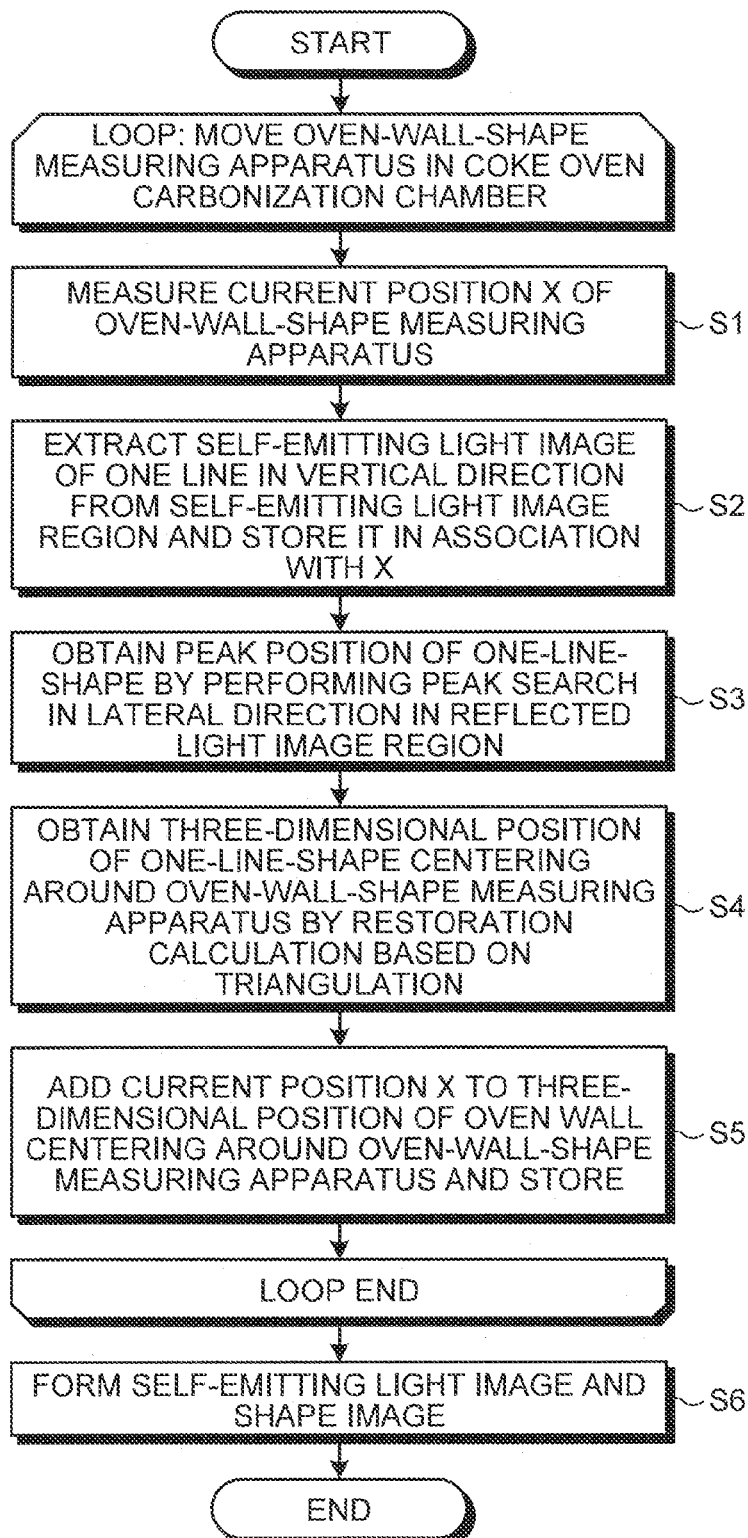 START
LOOP: MOVE OVEN-WALL-SHAPE
MEASURING APPARATUS IN COKE OVEN
CARBONIZATION CHAMBER
MEASURE CURRENT POSITION X OF
OVEN-WALL-SHAPE MEASURING
APPARATUS
S1
EXTRACT SELF-EMITTING LIGHT IMAGE
OF ONE LINE IN VERTICAL DIRECTION
FROM SELF-EMITTING LIGHT IMAGE
REGION AND STORE IT IN ASSOCIATION
WITH X
S2
OBTAIN PEAK POSITION OF ONE-LINE-
SHAPE BY PERFORMING PEAK SEARCH
IN LATERAL DIRECTION IN REFLECTED
LIGHT IMAGE REGION
S3
OBTAIN THREE-DIMENSIONAL POSITION
OF ONE-LINE-SHAPE CENTERING
AROUND OVEN-WALL-SHAPE MEASURING
APPARATUS BY RESTORATION
CALCULATION BASED ON
TRIANGULATION
S4
ADD CURRENT POSITION X TO THREE-
DIMENSIONAL POSITION OF OVEN WALL
CENTERING AROUND OVEN-WALL-SHAPE
MEASURING APPARATUS AND STORE
S5
LOOP END
FORM SELF-EMITTING LIGHT IMAGE AND
SHAPE IMAGE
S6
END